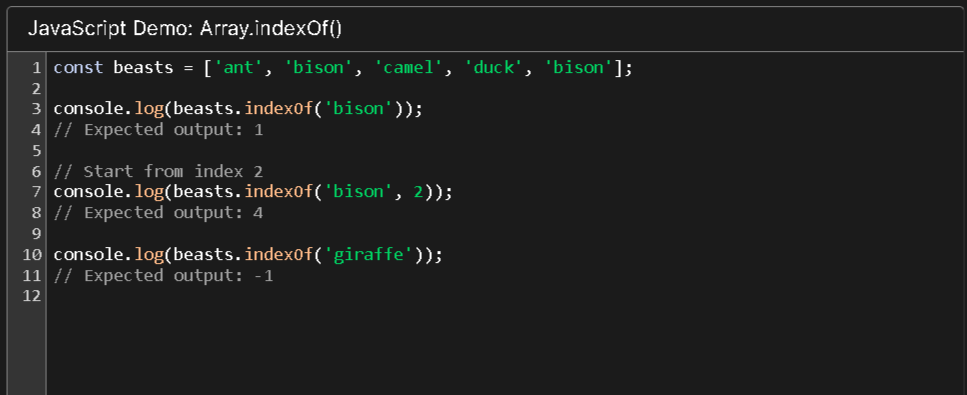 JavaScript Demo: Array.indexOf()
1 const beasts = ['ant', 'bison', 'camel', 'duck', 'bison'];
2
3 console.log(beasts.indexOf('bison'));
4 // Expected output: 1
5
6 // Start from index 2
7 console.log(beasts.indexOf('bison', 2));
8 // Expected output: 4
9
10 console.log(beasts.indexOf('giraffe'));
11 // Expected output: -1
12